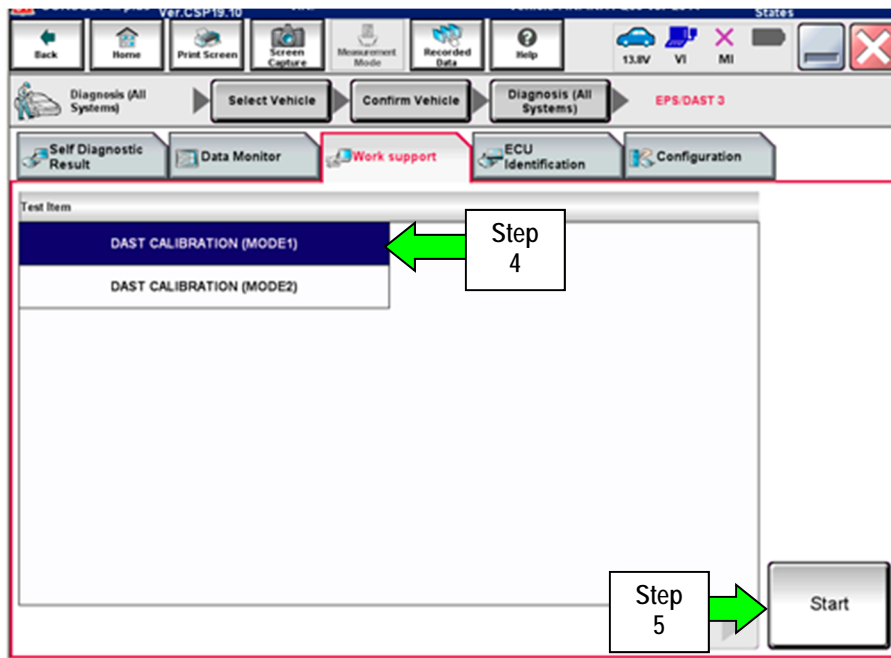 Ver.CSP19.10
States
Back
Home
Print Screen
Screen
Capture
Measurement
Mode
Recorded
Data
Help
13.8V
VI
MI
Diagnosis (All
Systems)
Select Vehicle
Confirm Vehicle
Diagnosis (All
Systems)
EPS/DAST 3
Self Diagnostic
Result
Data Monitor
Work support
ECU
Identification
Configuration
Test Item
DAST CALIBRATION (MODE1)
Step
4
DAST CALIBRATION (MODE2)
Step
5
Start